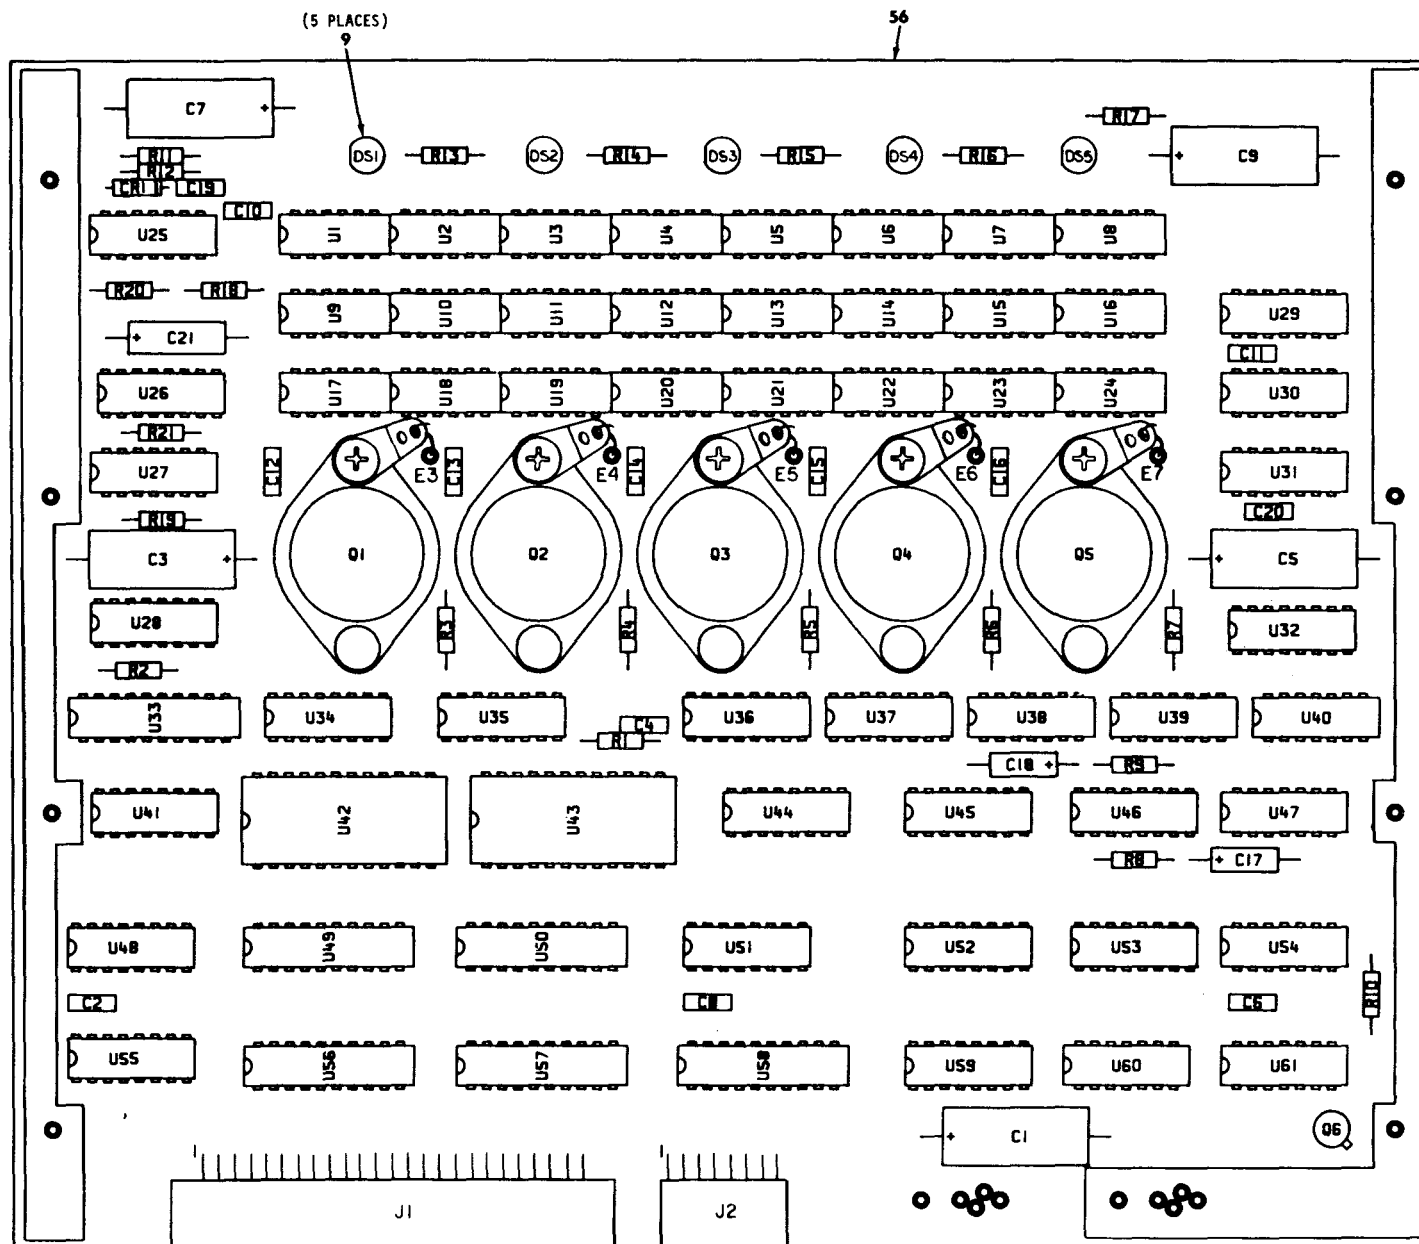 (5 PLACES)
9
56
C7
R17
R11
R12
CR1 C19
C10
DS1 R13 DS2 R14 DS3 R15 DS4 R16 DS5
C9
U25 U1 U2 U3 U4 U5 U6 U7 U8
R20 R18
U9 U10 U11 U12 U13 U14 U15 U16 U29
C21
C11
U26 U17 U18 U19 U20 U21 U22 U23 U24 U30
R21
U27 C12 E3 C13 E4 C14 E5 C15 E6 C16 E7 U31
R19 C20
C3 Q1 Q2 Q3 Q4 Q5 C5
U28 R3 R4 R5 R6 R7 U32
R2
U33 U34 U35 C4 U36 U37 U38 U39 U40
R1
C18 R9
U41 U42 U43 U44 U45 U46 U47
R8 C17
U48 U49 U50 U51 U52 U53 U54
C2 C8 C6 R10
U55 U56 U57 U58 U59 U60 U61
C1 Q6
1 1
J1 J2